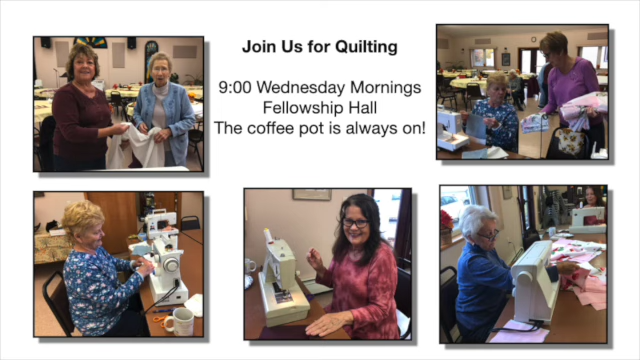 Join Us for Quilting
9:00 Wednesday Mornings
Fellowship Hall
The coffee pot is always on!